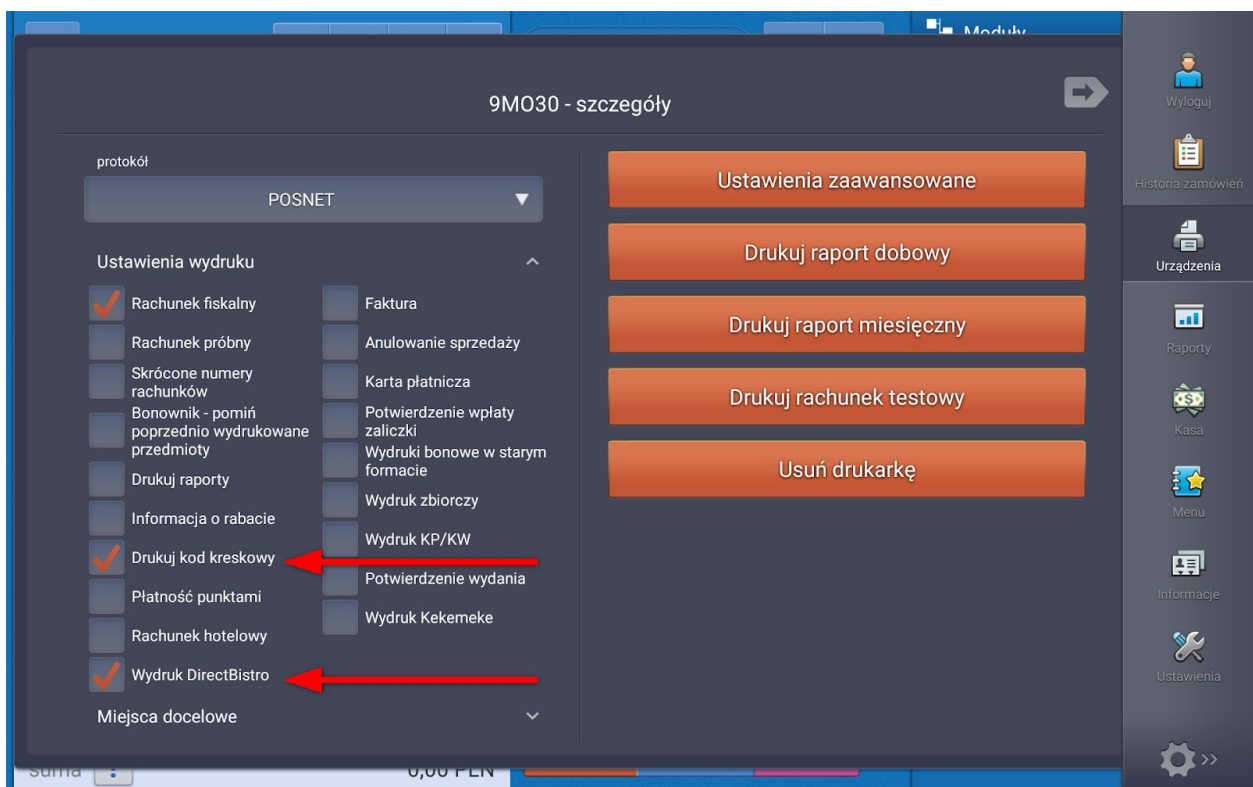 Moduły
9MO30 - szczegóły
protokół
POSNET
Ustawienia wydruku
Rachunek fiskalny
Rachunek próbny
Skrócone numery
rachunków
Bonownik - pomiń
poprzednio wydrukowane
przedmioty
Drukuj raporty
Informacja o rabacie
Drukuj kod kreskowy
Płatność punktami
Rachunek hotelowy
Wydruk DirectBistro
Faktura
Anulowanie sprzedaży
Karta płatnicza
Potwierdzenie wpłaty
zaliczki
Wydruki bonowe w starym
formacie
Wydruk zbiorczy
Wydruk KP/KW
Potwierdzenie wydania
Wydruk Kekemeke
Miejsca docelowe
Ustawienia zaawansowane
Drukuj raport dobowy
Drukuj raport miesięczny
Drukuj rachunek testowy
Usuń drukarkę
Wyloguj
Historia zamówień
Urządzenia
Raporty
Kasa
Menu
Informacje
Ustawienia
suma
0,00 PLN